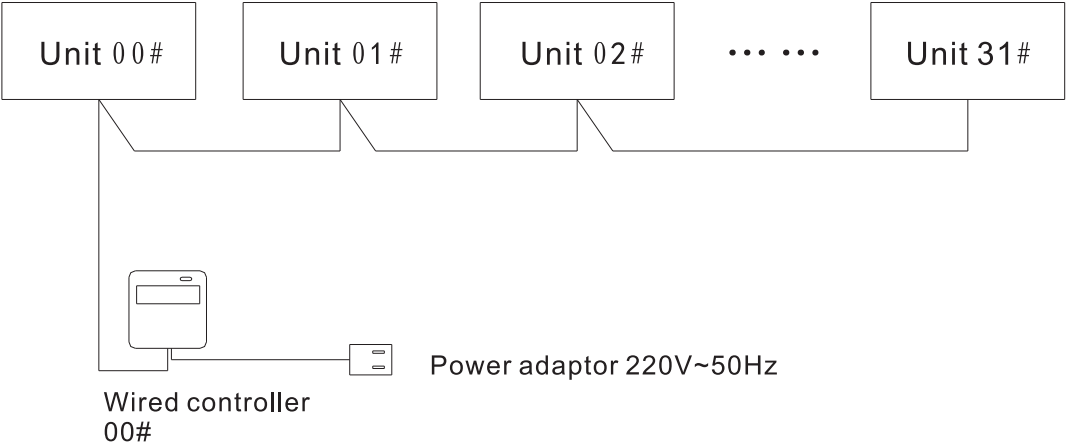 Unit 00#
Unit 01#
Unit 02#
... ...
Unit 31#
Power adaptor 220V~50Hz
Wired controller
00#